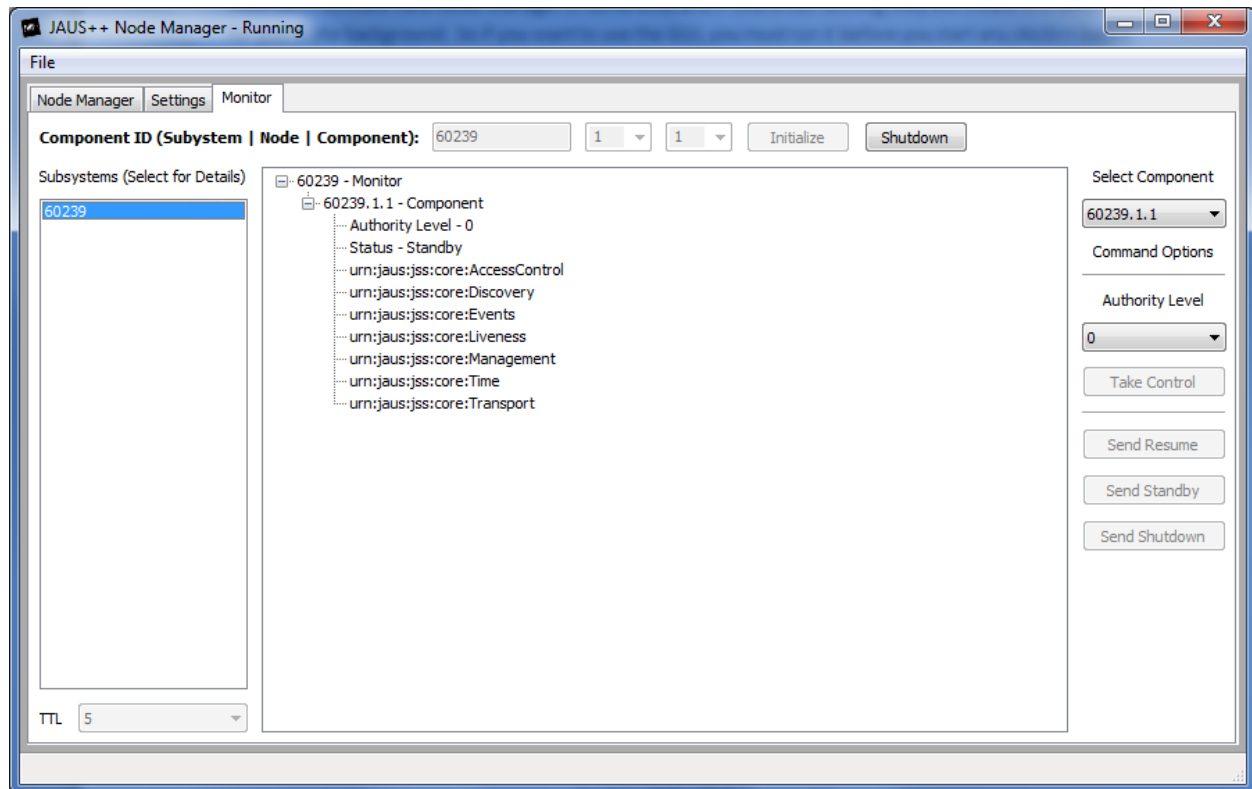 JAUS++ Node Manager - Running
File
Node Manager Settings Monitor
Component ID (Subystem | Node | Component): 60239 1 1 Initialize Shutdown
Subsystems (Select for Details)
60239
60239 - Monitor
60239.1.1 - Component
Authority Level - 0
Status - Standby
urn:jaus:jss:core:AccessControl
urn:jaus:jss:core:Discovery
urn:jaus:jss:core:Events
urn:jaus:jss:core:Liveness
urn:jaus:jss:core:Management
urn:jaus:jss:core:Time
urn:jaus:jss:core:Transport
Select Component
60239.1.1
Command Options
Authority Level
0
Take Control
Send Resume
Send Standby
Send Shutdown
TTL 5